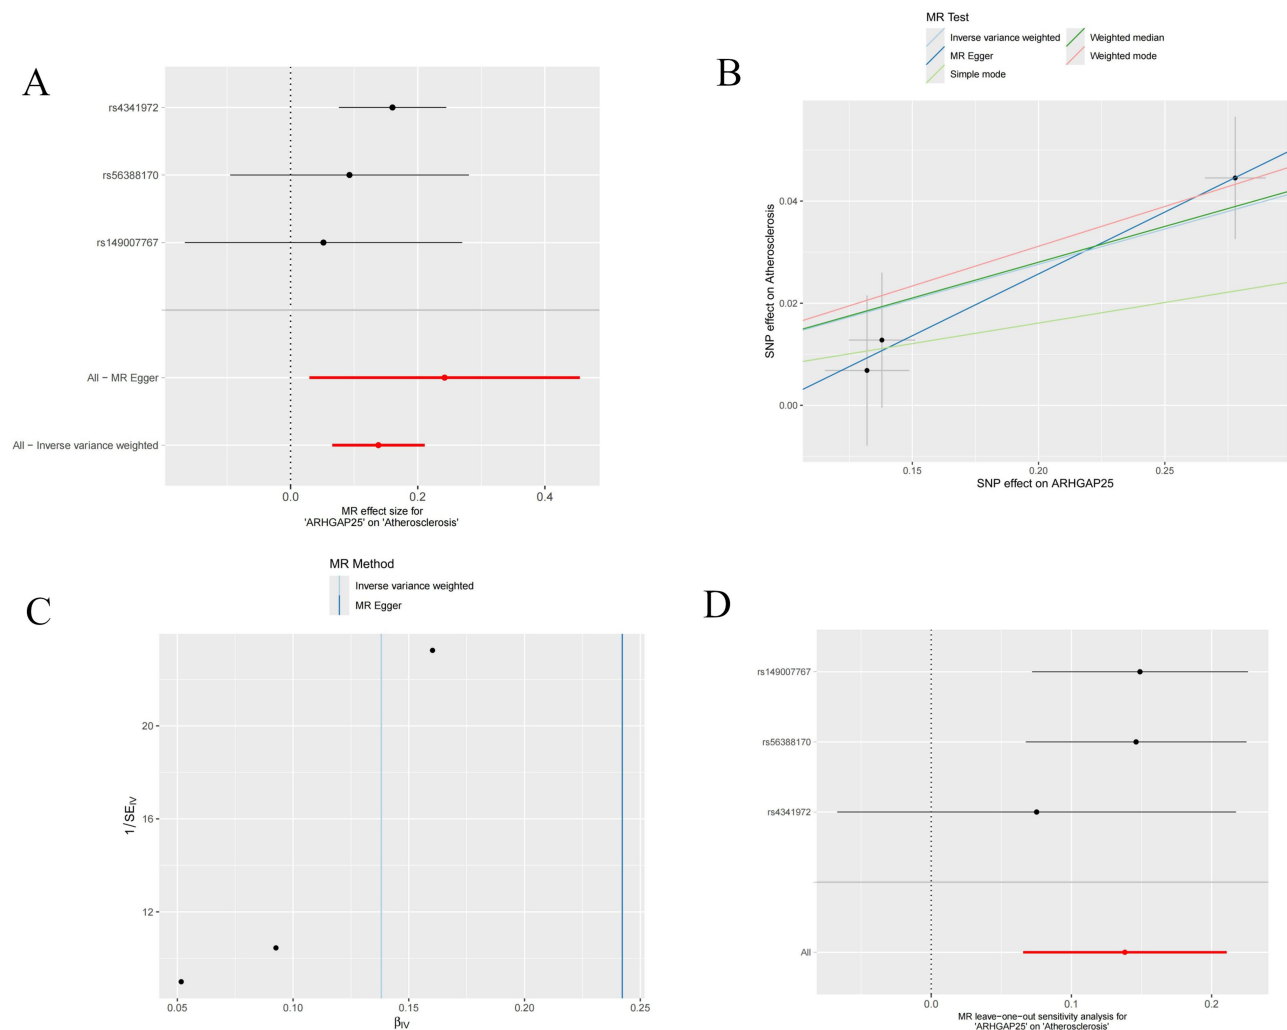 A
rs4341972
rs56388170
rs149007767
All − MR Egger
All − Inverse variance weighted
0.0
0.2
0.4
MR effect size for
'ARHGAP25' on 'Atherosclerosis'
B
MR Test
Inverse variance weighted
MR Egger
Simple mode
Weighted median
Weighted mode
SNP effect on Atherosclerosis
0.04
0.02
0.00
0.15
0.20
0.25
SNP effect on ARHGAP25
C
MR Method
Inverse variance weighted
MR Egger
1/SE_IV
20
16
12
0.05
0.10
0.15
0.20
0.25
β_IV
D
rs149007767
rs56388170
rs4341972
All
0.0
0.1
0.2
MR leave−one−out sensitivity analysis for
'ARHGAP25' on 'Atherosclerosis'